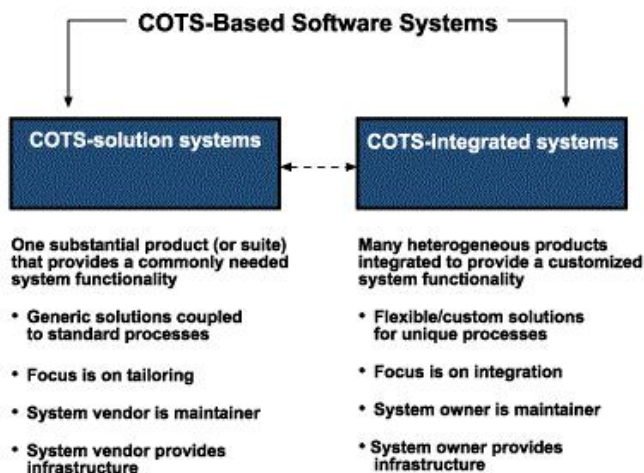 COTS-Based Software Systems
COTS-solution systems
One substantial product (or suite)
that provides a commonly needed
system functionality
• Generic solutions coupled
to standard processes
• Focus is on tailoring
• System vendor is maintainer
• System vendor provides
infrastructure
COTS-integrated systems
Many heterogeneous products
integrated to provide a customized
system functionality
• Flexible/custom solutions
for unique processes
• Focus is on integration
• System owner is maintainer
• System owner provides
infrastructure